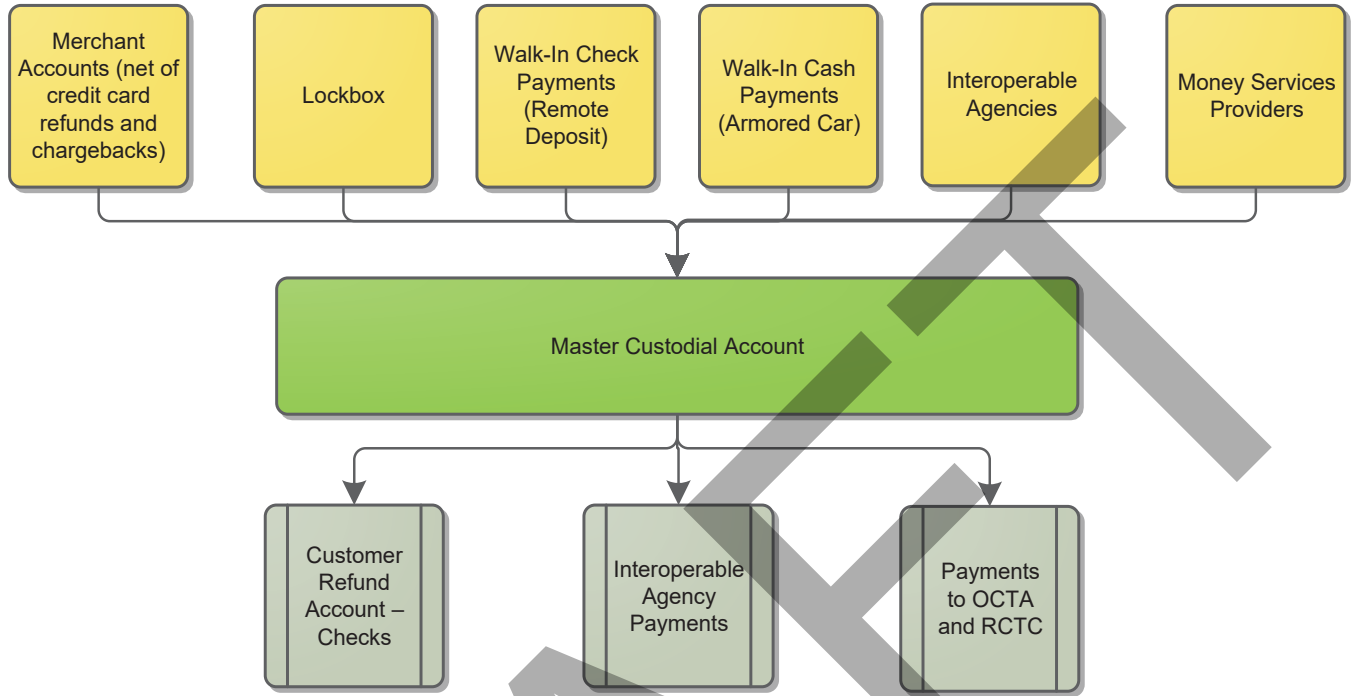 Merchant
Accounts (net of
credit card
refunds and
chargebacks)
Lockbox
Walk-In Check
Payments
(Remote
Deposit)
Walk-In Cash
Payments
(Armored Car)
Interoperable
Agencies
Money Services
Providers
Master Custodial Account
Customer
Refund
Account –
Checks
Interoperable
Agency
Payments
Payments
to OCTA
and RCTC